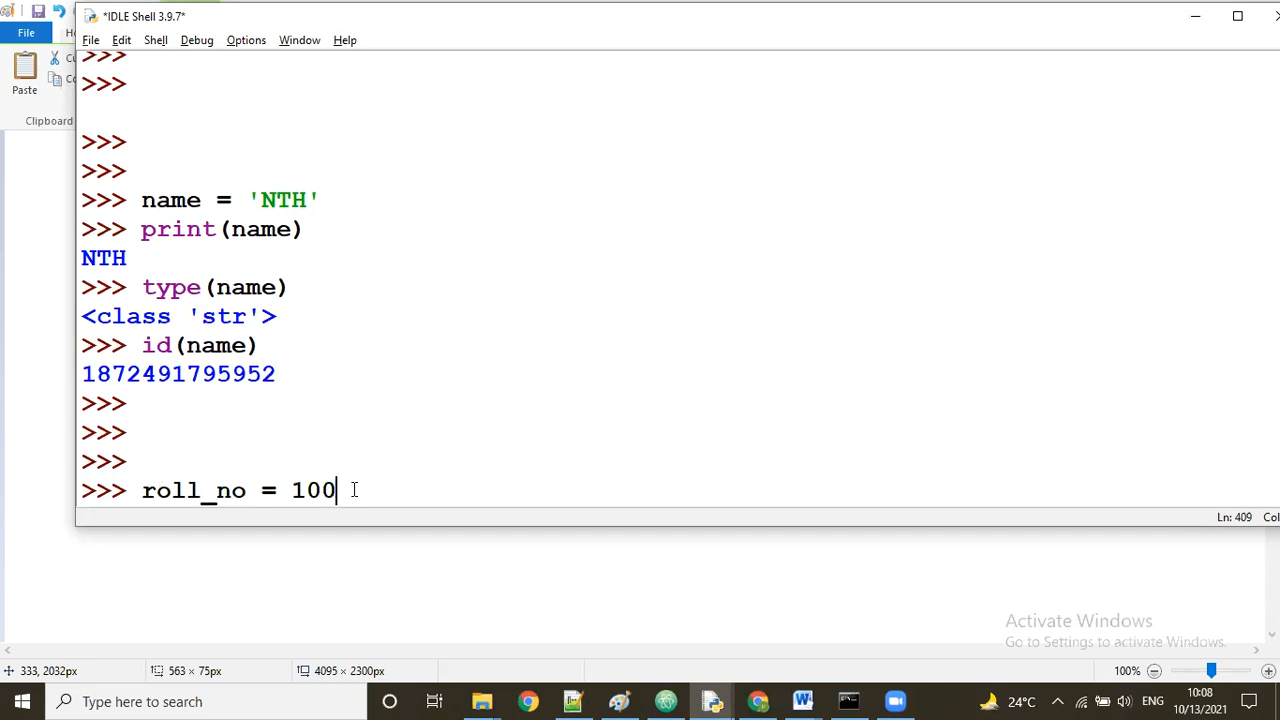 *IDLE Shell 3.9.7*
File
File Edit Shell Debug Options Window Help
Paste
Clipboard
>>>
>>>
>>>
>>>
>>> name = 'NTH'
>>> print(name)
NTH
>>> type(name)
<class 'str'>
>>> id(name)
1872491795952
>>>
>>>
>>>
>>> roll_no = 100
Ln: 409
Activate Windows
Go to Settings to activate Windows.
333, 2032px 563 × 75px 4095 × 2300px 100%
Type here to search 24°C ENG 10:08
10/13/2021